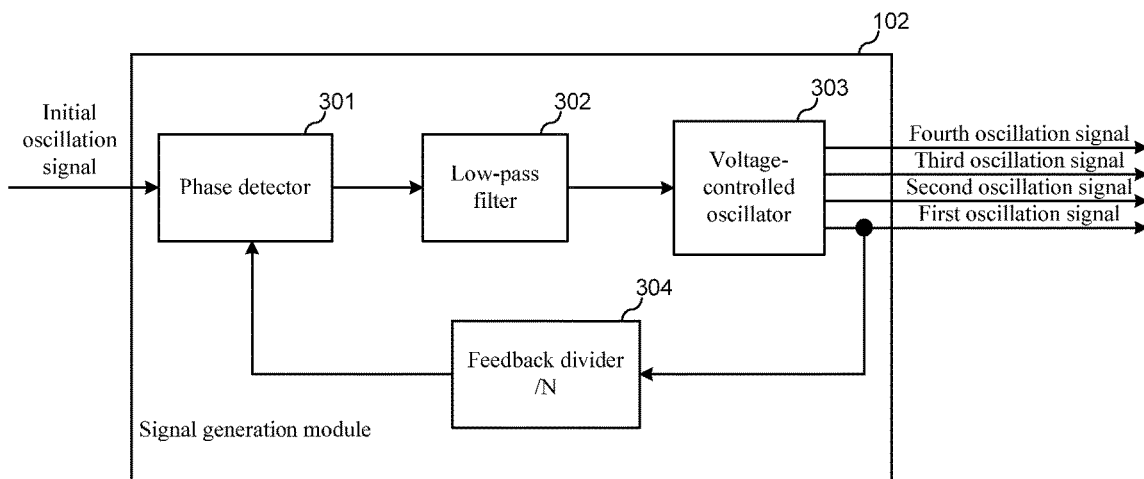 102
Initial
oscillation
signal
301
Phase detector
302
Low-pass
filter
303
Voltage-
controlled
oscillator
Fourth oscillation signal
Third oscillation signal
Second oscillation signal
First oscillation signal
304
Feedback divider
/N
Signal generation module